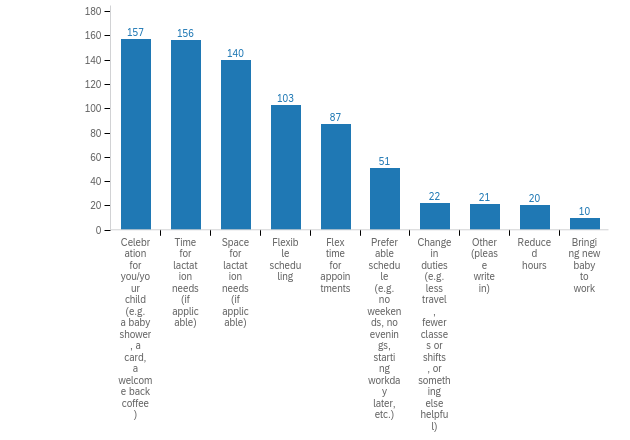 180
160
140
120
100
80
60
40
20
0
157
156
140
103
87
51
22
21
20
10
Celebr
ation
for
you/yo
ur
child
(e.g.
a baby
shower
, a
card,
a
welcom
e back
coffee
)
Time
for
lactat
ion
needs
(if
applic
able)
Space
for
lactat
ion
needs
(if
applic
able)
Flexib
le
schedu
ling
Flex
time
for
appoin
tments
Prefer
able
schedu
le
(e.g.
no
weeken
ds, no
evenin
gs,
starti
ng
workda
y
later,
etc.)
Change
in
duties
(e.g.
less
travel
,
fewer
classe
s or
shifts
, or
someth
ing
else
helpfu
l)
Other
(pleas
e
write
in)
Reduce
d
hours
Bringi
ng new
baby
to
work